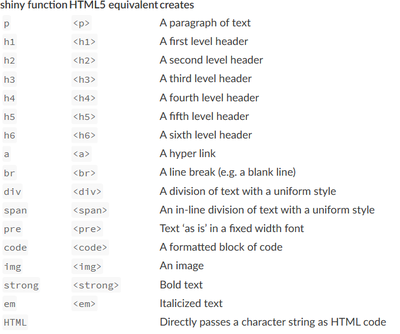 shiny function HTML5 equivalent creates
p <p> A paragraph of text
h1 <h1> A first level header
h2 <h2> A second level header
h3 <h3> A third level header
h4 <h4> A fourth level header
h5 <h5> A fifth level header
h6 <h6> A sixth level header
a <a> A hyper link
br <br> A line break (e.g. a blank line)
div <div> A division of text with a uniform style
span <span> An in-line division of text with a uniform style
pre <pre> Text ‘as is’ in a fixed width font
code <code> A formatted block of code
img <img> An image
strong <strong> Bold text
em <em> Italicized text
HTML Directly passes a character string as HTML code